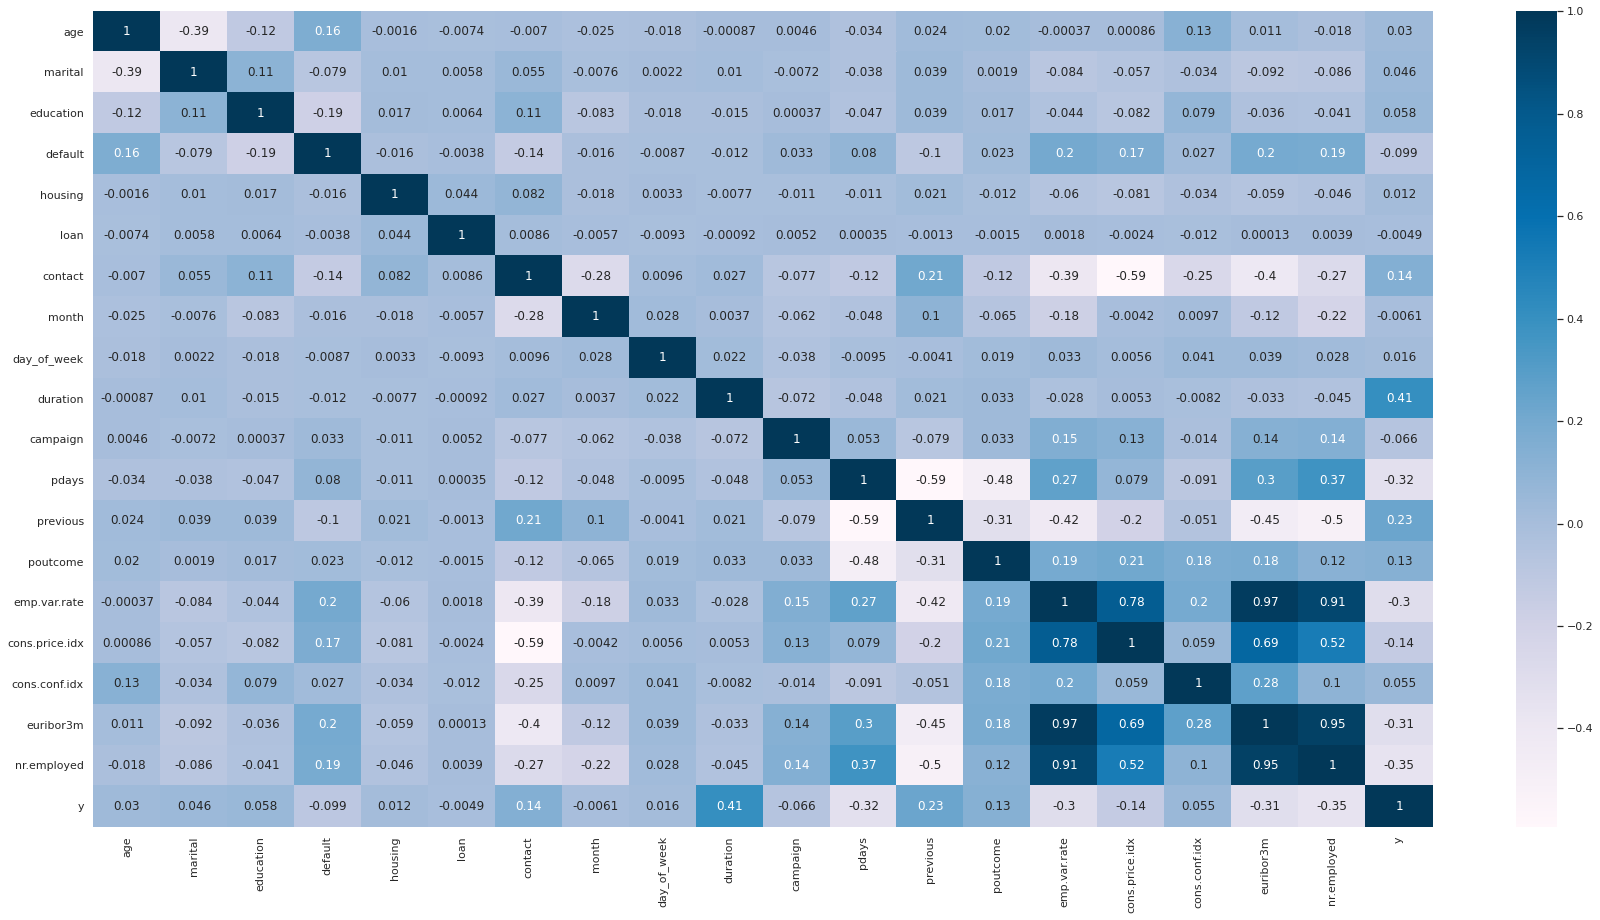 age 1 -0.39 -0.12 0.16 -0.0016 -0.0074 -0.007 -0.025 -0.018 -0.00087 0.0046 -0.034 0.024 0.02 -0.00037 0.00086 0.13 0.011 -0.018 0.03
marital -0.39 1 0.11 -0.079 0.01 0.0058 0.055 -0.0076 0.0022 0.01 -0.0072 -0.038 0.039 0.0019 -0.084 -0.057 -0.034 -0.092 -0.086 0.046
education -0.12 0.11 1 -0.19 0.017 0.0064 0.11 -0.083 -0.018 -0.015 0.00037 -0.047 0.039 0.017 -0.044 -0.082 0.079 -0.036 -0.041 0.058
default 0.16 -0.079 -0.19 1 -0.016 -0.0038 -0.14 -0.016 -0.0087 -0.012 0.033 0.08 -0.1 0.023 0.2 0.17 0.027 0.2 0.19 -0.099
housing -0.0016 0.01 0.017 -0.016 1 0.044 0.082 -0.018 0.0033 -0.0077 -0.011 -0.011 0.021 -0.012 -0.06 -0.081 -0.034 -0.059 -0.046 0.012
loan -0.0074 0.0058 0.0064 -0.0038 0.044 1 0.0086 -0.0057 -0.0093 -0.00092 0.0052 0.00035 -0.0013 -0.0015 0.0018 -0.0024 -0.012 0.00013 0.0039 -0.0049
contact -0.007 0.055 0.11 -0.14 0.082 0.0086 1 -0.28 0.0096 0.027 -0.077 -0.12 0.21 -0.12 -0.39 -0.59 -0.25 -0.4 -0.27 0.14
month -0.025 -0.0076 -0.083 -0.016 -0.018 -0.0057 -0.28 1 0.028 0.0037 -0.062 -0.048 0.1 -0.065 -0.18 -0.0042 0.0097 -0.12 -0.22 -0.0061
day_of_week -0.018 0.0022 -0.018 -0.0087 0.0033 -0.0093 0.0096 0.028 1 0.022 -0.038 -0.0095 -0.0041 0.019 0.033 0.0056 0.041 0.039 0.028 0.016
duration -0.00087 0.01 -0.015 -0.012 -0.0077 -0.00092 0.027 0.0037 0.022 1 -0.072 -0.048 0.021 0.033 -0.028 0.0053 -0.0082 -0.033 -0.045 0.41
campaign 0.0046 -0.0072 0.00037 0.033 -0.011 0.0052 -0.077 -0.062 -0.038 -0.072 1 0.053 -0.079 0.033 0.15 0.13 -0.014 0.14 0.14 -0.066
pdays -0.034 -0.038 -0.047 0.08 -0.011 0.00035 -0.12 -0.048 -0.0095 -0.048 0.053 1 -0.59 -0.48 0.27 0.079 -0.091 0.3 0.37 -0.32
previous 0.024 0.039 0.039 -0.1 0.021 -0.0013 0.21 0.1 -0.0041 0.021 -0.079 -0.59 1 -0.31 -0.42 -0.2 -0.051 -0.45 -0.5 0.23
poutcome 0.02 0.0019 0.017 0.023 -0.012 -0.0015 -0.12 -0.065 0.019 0.033 0.033 -0.48 -0.31 1 0.19 0.21 0.18 0.18 0.12 0.13
emp.var.rate -0.00037 -0.084 -0.044 0.2 -0.06 0.0018 -0.39 -0.18 0.033 -0.028 0.15 0.27 -0.42 0.19 1 0.78 0.2 0.97 0.91 -0.3
cons.price.idx 0.00086 -0.057 -0.082 0.17 -0.081 -0.0024 -0.59 -0.0042 0.0056 0.0053 0.13 0.079 -0.2 0.21 0.78 1 0.059 0.69 0.52 -0.14
cons.conf.idx 0.13 -0.034 0.079 0.027 -0.034 -0.012 -0.25 0.0097 0.041 -0.0082 -0.014 -0.091 -0.051 0.18 0.2 0.059 1 0.28 0.1 0.055
euribor3m 0.011 -0.092 -0.036 0.2 -0.059 0.00013 -0.4 -0.12 0.039 -0.033 0.14 0.3 -0.45 0.18 0.97 0.69 0.28 1 0.95 -0.31
nr.employed -0.018 -0.086 -0.041 0.19 -0.046 0.0039 -0.27 -0.22 0.028 -0.045 0.14 0.37 -0.5 0.12 0.91 0.52 0.1 0.95 1 -0.35
y 0.03 0.046 0.058 -0.099 0.012 -0.0049 0.14 -0.0061 0.016 0.41 -0.066 -0.32 0.23 0.13 -0.3 -0.14 0.055 -0.31 -0.35 1
age marital education default housing loan contact month day_of_week duration campaign pdays previous poutcome emp.var.rate cons.price.idx cons.conf.idx euribor3m nr.employed y
1.0
0.8
0.6
0.4
0.2
0.0
−0.2
−0.4